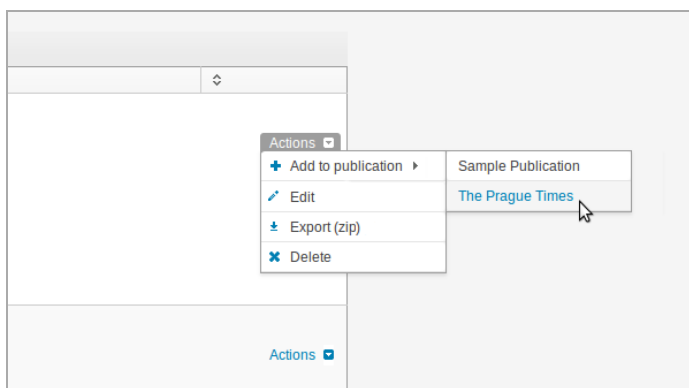 Actions
Add to publication
Sample Publication
Edit
The Prague Times
Export (zip)
Delete
Actions